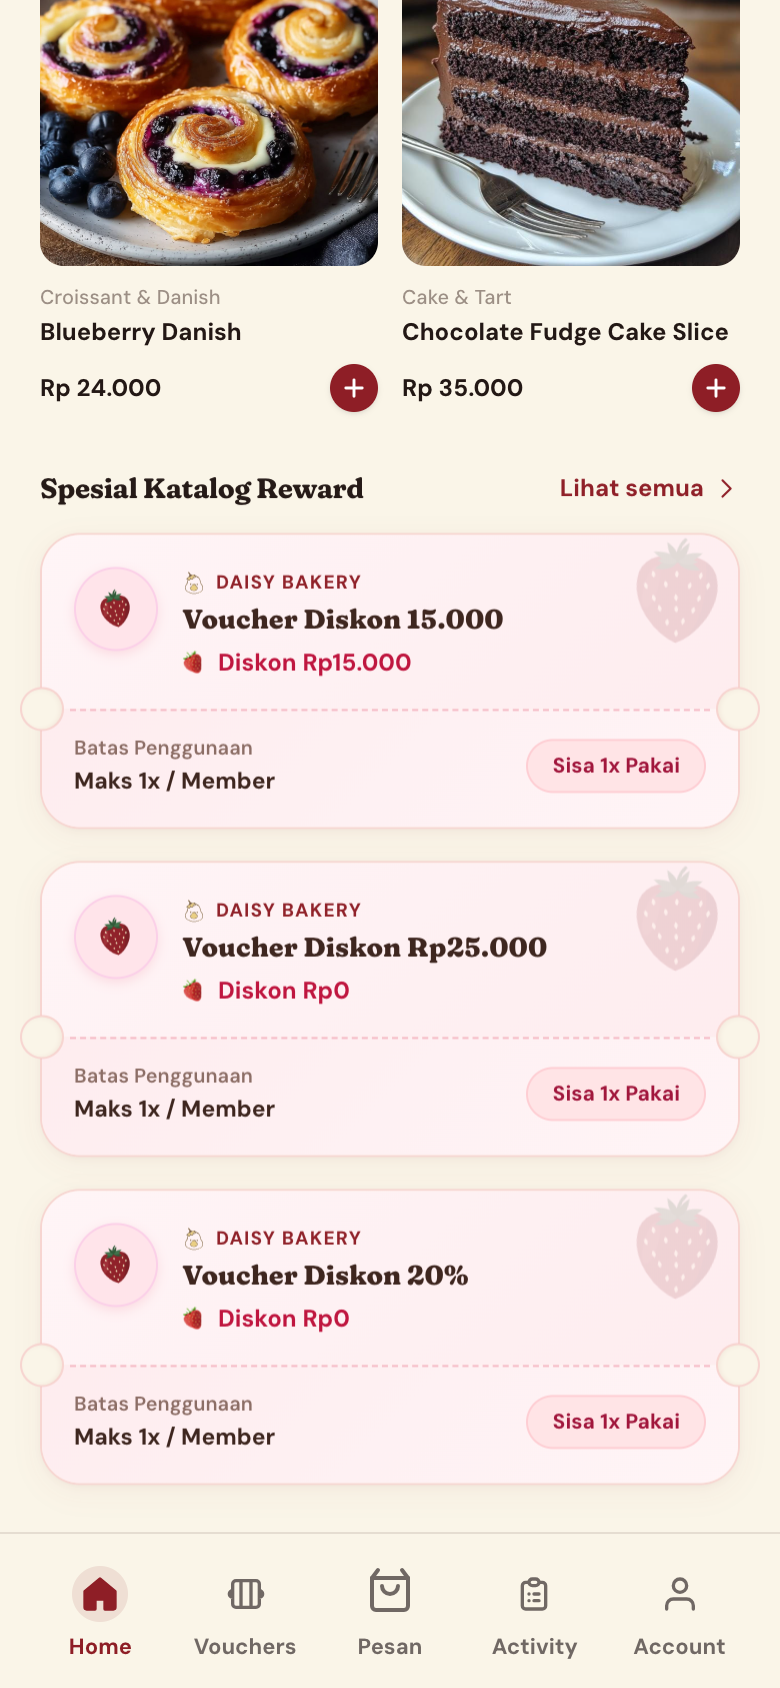 Croissant & Danish
Blueberry Danish
Rp 24.000
Cake & Tart
Chocolate Fudge Cake Slice
Rp 35.000
Spesial Katalog Reward
Lihat semua
DAISY BAKERY
Voucher Diskon 15.000
Diskon Rp15.000
Batas Penggunaan
Maks 1x / Member
Sisa 1x Pakai
DAISY BAKERY
Voucher Diskon Rp25.000
Diskon Rp0
Batas Penggunaan
Maks 1x / Member
Sisa 1x Pakai
DAISY BAKERY
Voucher Diskon 20%
Diskon Rp0
Batas Penggunaan
Maks 1x / Member
Sisa 1x Pakai
Home
Vouchers
Pesan
Activity
Account